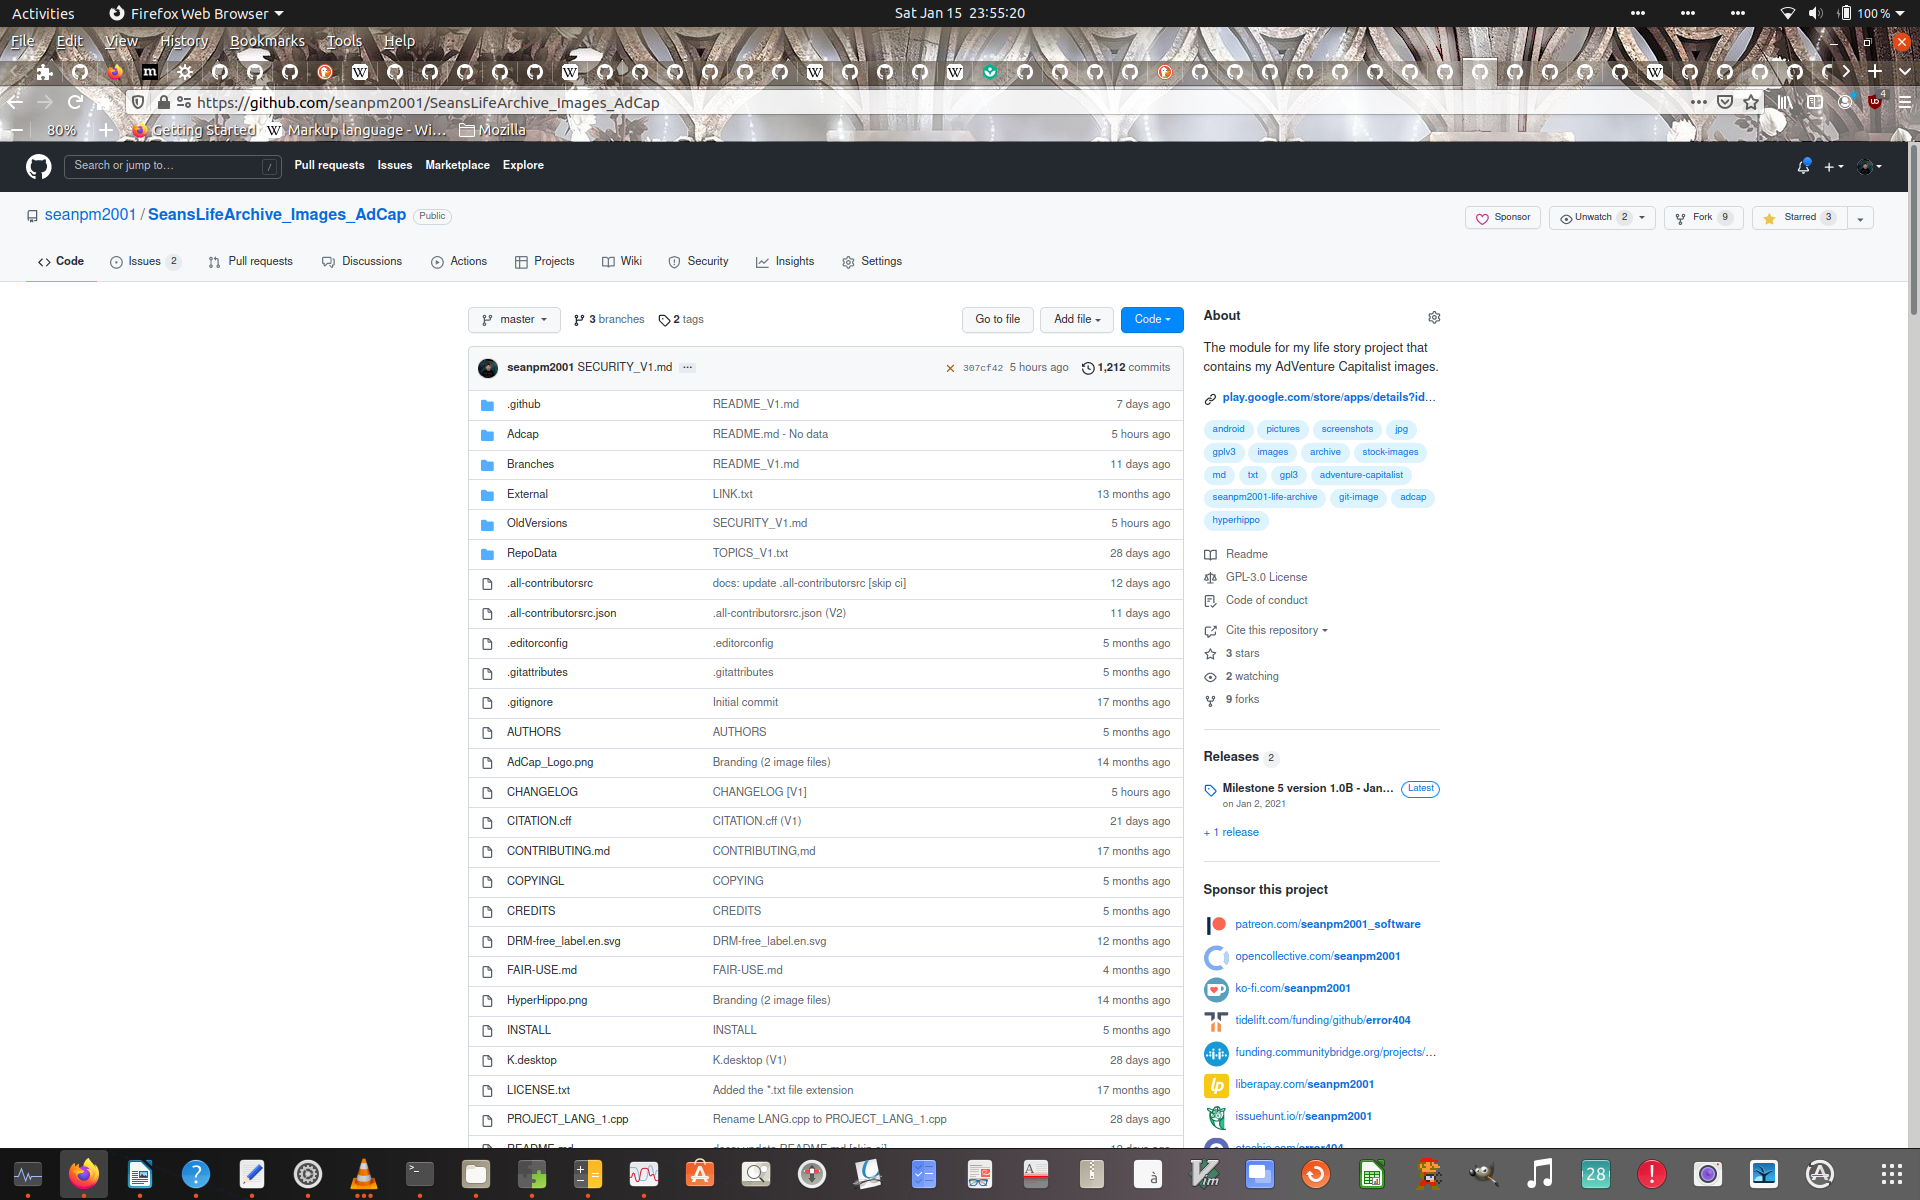 Activities
Firefox Web Browser
Sat Jan 15 23:55:20
100 %
File Edit View History Bookmarks Tools Help
https://github.com/seanpm2001/SeansLifeArchive_Images_AdCap
4
80%
Getting Started
Markup language - Wi…
Mozilla
Search or jump to…
/
Pull requests
Issues
Marketplace
Explore
seanpm2001 / SeansLifeArchive_Images_AdCap
Public
Sponsor
Unwatch 2
Fork 9
Starred 3
Code
Issues 2
Pull requests
Discussions
Actions
Projects
Wiki
Security
Insights
Settings
master
3 branches
2 tags
Go to file
Add file
Code
seanpm2001 SECURITY_V1.md ...
307cf42 5 hours ago
1,212 commits
.github README_V1.md 7 days ago
Adcap README.md - No data 5 hours ago
Branches README_V1.md 11 days ago
External LINK.txt 13 months ago
OldVersions SECURITY_V1.md 5 hours ago
RepoData TOPICS_V1.txt 28 days ago
.all-contributorsrc docs: update .all-contributorsrc [skip ci] 12 days ago
.all-contributorsrc.json .all-contributorsrc.json (V2) 11 days ago
.editorconfig .editorconfig 5 months ago
.gitattributes .gitattributes 5 months ago
.gitignore Initial commit 17 months ago
AUTHORS AUTHORS 5 months ago
AdCap_Logo.png Branding (2 image files) 14 months ago
CHANGELOG CHANGELOG [V1] 5 hours ago
CITATION.cff CITATION.cff (V1) 21 days ago
CONTRIBUTING.md CONTRIBUTING,md 17 months ago
COPYINGL COPYING 5 months ago
CREDITS CREDITS 5 months ago
DRM-free_label.en.svg DRM-free_label.en.svg 12 months ago
FAIR-USE.md FAIR-USE.md 4 months ago
HyperHippo.png Branding (2 image files) 14 months ago
INSTALL INSTALL 5 months ago
K.desktop K.desktop (V1) 28 days ago
LICENSE.txt Added the *.txt file extension 17 months ago
PROJECT_LANG_1.cpp Rename LANG.cpp to PROJECT_LANG_1.cpp 28 days ago
README.md docs: update README.md [skip ci]
About
The module for my life story project that
contains my AdVenture Capitalist images.
play.google.com/store/apps/details?id…
android pictures screenshots jpg
gplv3 images archive stock-images
md txt gpl3 adventure-capitalist
seanpm2001-life-archive git-image adcap
hyperhippo
Readme
GPL-3.0 License
Code of conduct
Cite this repository
3 stars
2 watching
9 forks
Releases 2
Milestone 5 version 1.0B - Jan… Latest
on Jan 2, 2021
+ 1 release
Sponsor this project
patreon.com/seanpm2001_software
opencollective.com/seanpm2001
ko-fi.com/seanpm2001
tidelift.com/funding/github/error404
funding.communitybridge.org/projects/…
liberapay.com/seanpm2001
issuehunt.io/r/seanpm2001
otechie.com/error404
28